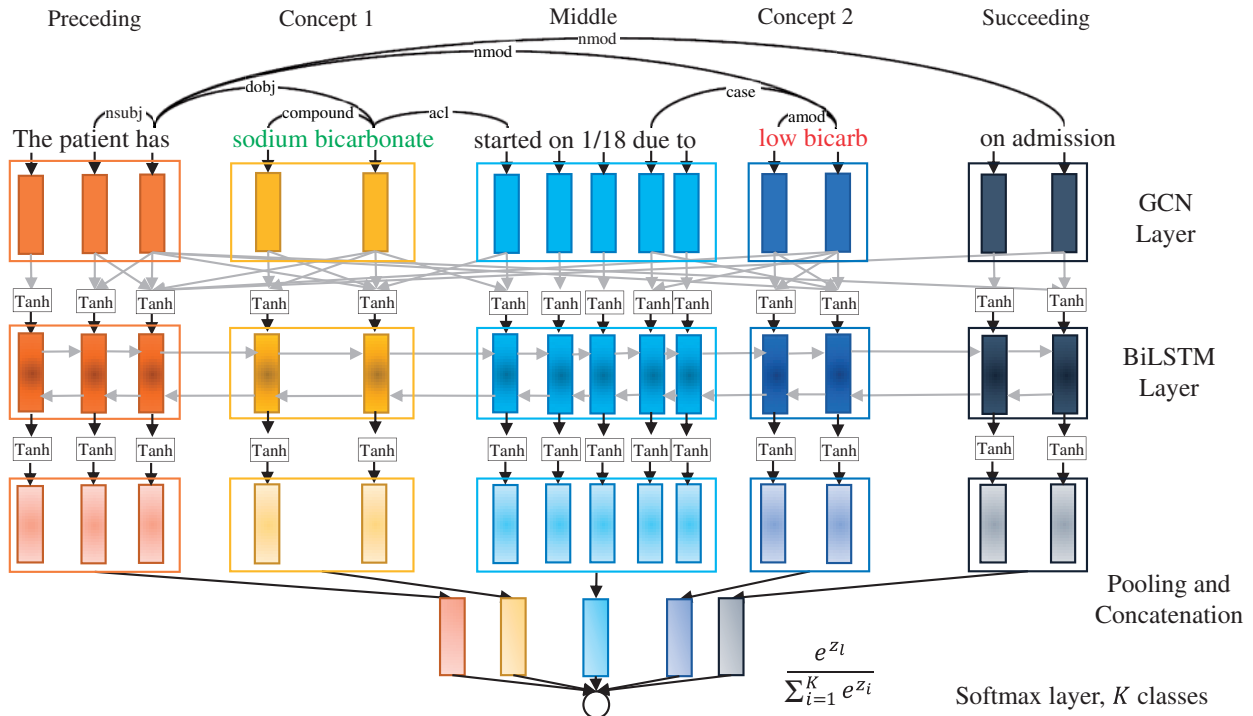 Preceding Concept 1 Middle Concept 2 Succeeding
nmod
nmod
dobj case
nsubj compound acl amod
The patient has sodium bicarbonate started on 1/18 due to low bicarb on admission
GCN
Layer
Tanh Tanh Tanh Tanh Tanh Tanh Tanh Tanh Tanh Tanh Tanh Tanh Tanh Tanh
BiLSTM
Layer
Tanh Tanh Tanh Tanh Tanh Tanh Tanh Tanh Tanh Tanh Tanh Tanh Tanh Tanh
Pooling and
Concatenation
e^{z_l}
∑_{i=1}^{K} e^{z_i}
Softmax layer, K classes